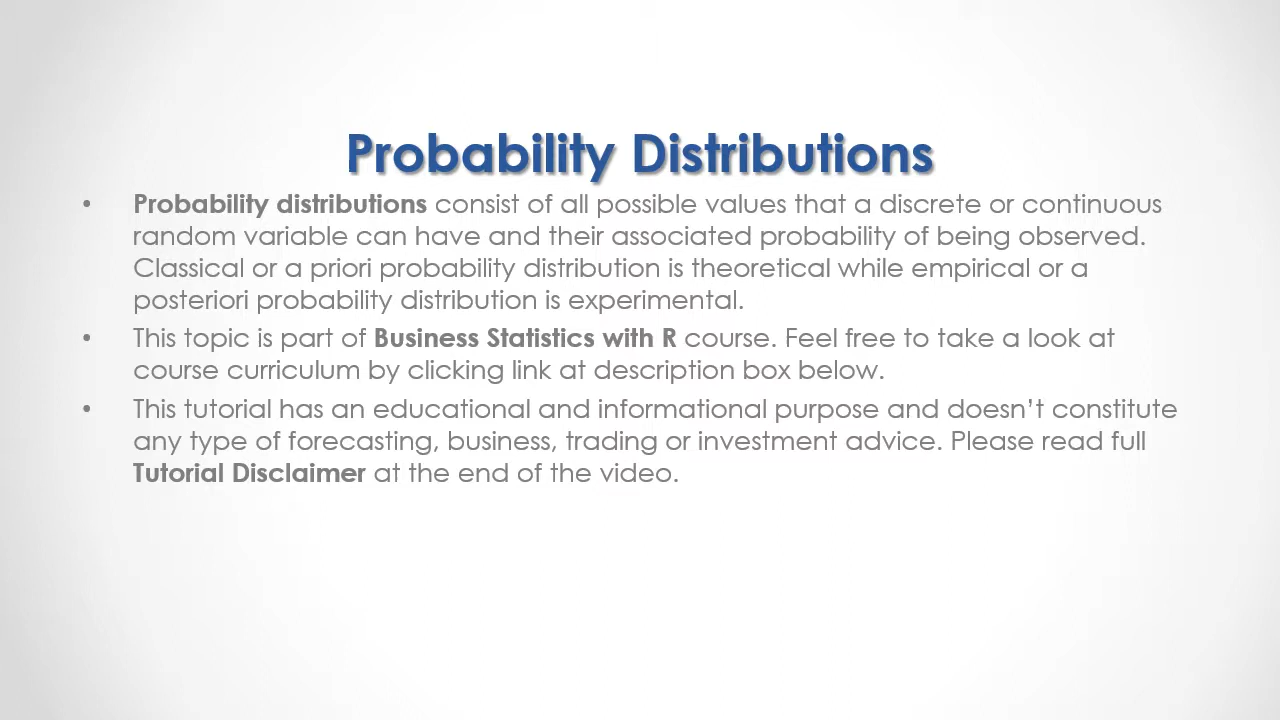 Probability Distributions
• Probability distributions consist of all possible values that a discrete or continuous
random variable can have and their associated probability of being observed.
Classical or a priori probability distribution is theoretical while empirical or a
posteriori probability distribution is experimental.
• This topic is part of Business Statistics with R course. Feel free to take a look at
course curriculum by clicking link at description box below.
• This tutorial has an educational and informational purpose and doesn’t constitute
any type of forecasting, business, trading or investment advice. Please read full
Tutorial Disclaimer at the end of the video.